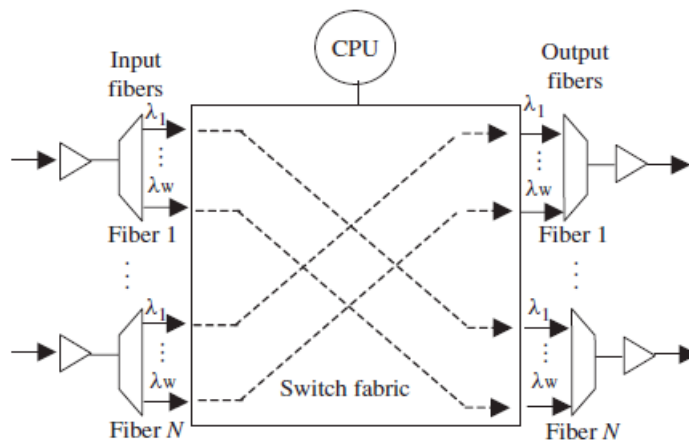 CPU
Input
fibers
Output
fibers
λ1
λ1
⋮
⋮
λw
λw
Fiber 1
Fiber 1
⋮
⋮
λ1
λ1
⋮
⋮
λw
λw
Switch fabric
Fiber N
Fiber N